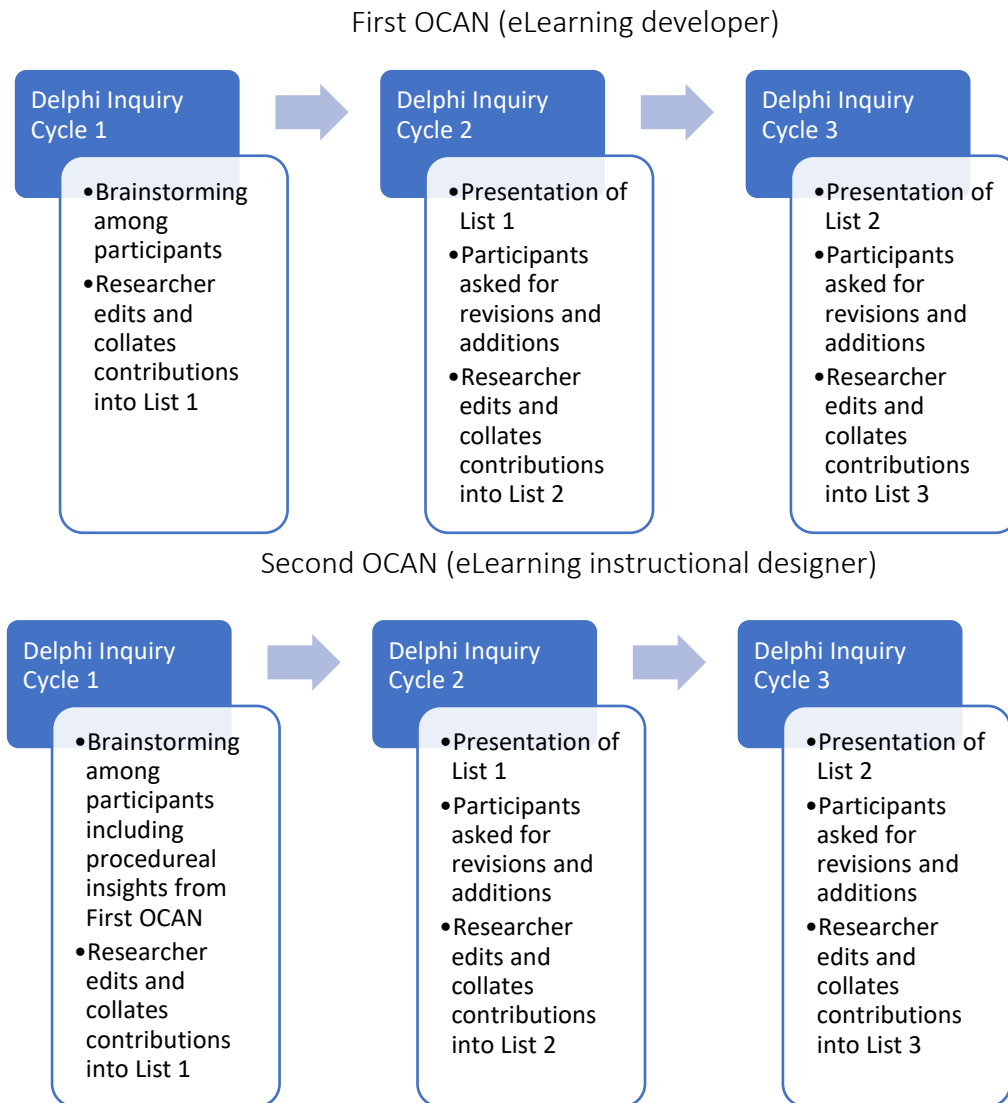 First OCAN (eLearning developer)
Delphi Inquiry
Cycle 1
•Brainstorming
among
participants
•Researcher
edits and
collates
contributions
into List 1
Delphi Inquiry
Cycle 2
•Presentation of
List 1
•Participants
asked for
revisions and
additions
•Researcher
edits and
collates
contributions
into List 2
Delphi Inquiry
Cycle 3
•Presentation of
List 2
•Participants
asked for
revisions and
additions
•Researcher
edits and
collates
contributions
into List 3
Second OCAN (eLearning instructional designer)
Delphi Inquiry
Cycle 1
•Brainstorming
among
participants
including
procedureal
insights from
First OCAN
•Researcher
edits and
collates
contributions
into List 1
Delphi Inquiry
Cycle 2
•Presentation of
List 1
•Participants
asked for
revisions and
additions
•Researcher
edits and
collates
contributions
into List 2
Delphi Inquiry
Cycle 3
•Presentation of
List 2
•Participants
asked for
revisions and
additions
•Researcher
edits and
collates
contributions
into List 3